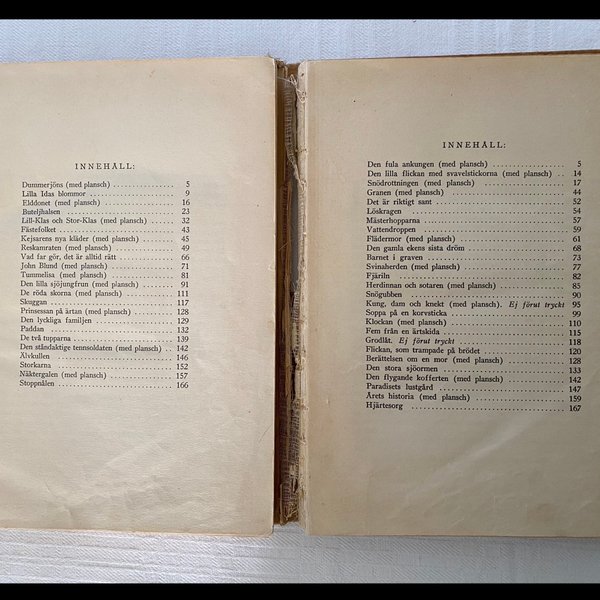 INNEHÅLL:
Dummerjöns (med plansch) 5
Lilla Idas blommor 9
Elddonet (med plansch) 16
Buteljhalsen 23
Lill-Klas och Stor-Klas (med plansch) 32
Fästefolket 43
Kejsarens nya kläder (med plansch) 45
Reskamraten (med plansch) 49
Vad far gör, det är alltid rätt 66
John Blund (med plansch) 71
Tummelisa (med plansch) 81
Den lilla sjöjungfrun (med plansch) 91
De röda skorna (med plansch) 111
Skuggan 117
Prinsessan på ärtan (med plansch) 128
Den lyckliga familjen 129
Paddan 132
De två tupparna 139
Den ståndaktige tennsoldaten (med plansch) 142
Älvkullen 146
Storkarna 152
Näktergalen (med plansch) 157
Stoppnålen 166
INNEHÅLL:
Den fula ankungen (med plansch) 5
Den lilla flickan med svavelstickorna (med plansch) 14
Snödrottningen (med plansch) 17
Granen (med plansch) 44
Det är riktigt sant 52
Löskragen 54
Mästerhopparna 57
Vattendroppen 59
Flädermor (med plansch) 61
Den gamla ekens sista dröm 68
Barnet i graven 73
Svinaherden (med plansch) 77
Fjäriln 82
Herdinnan och sotaren (med plansch) 85
Snögubben 90
Kung, dam och knekt (med plansch). Ej förut tryckt 95
Soppa på en korvsticka 99
Klockan (med plansch) 110
Fem från en ärtskida 115
Grodlåt. Ej förut tryckt 118
Flickan, som trampade på brödet 120
Berättelsen om en mor (med plansch) 128
Den stora sjöormen 133
Den flygande kofferten (med plansch) 142
Paradisets lustgård 147
Årets historia (med plansch) 159
Hjärtesorg 167